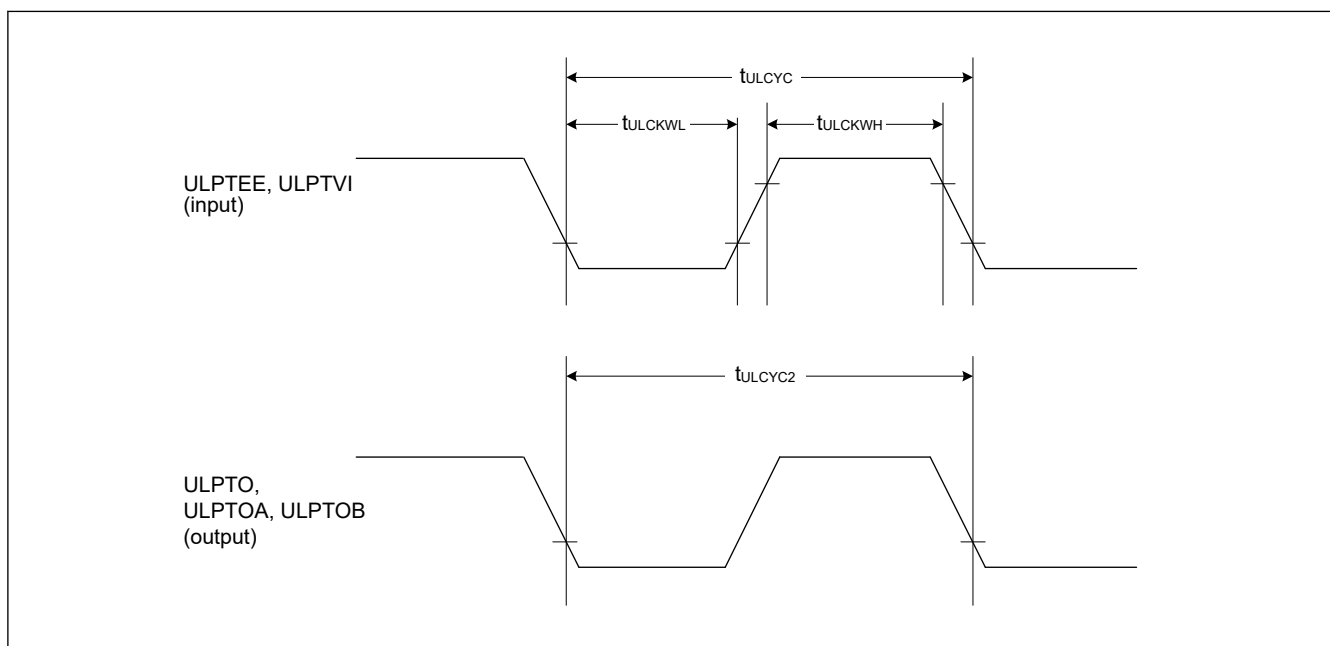 tULCYC
tULCKWL
tULCKWH
ULPTEE, ULPTVI
(input)
tULCYC2
ULPTO,
ULPTOA, ULPTOB
(output)